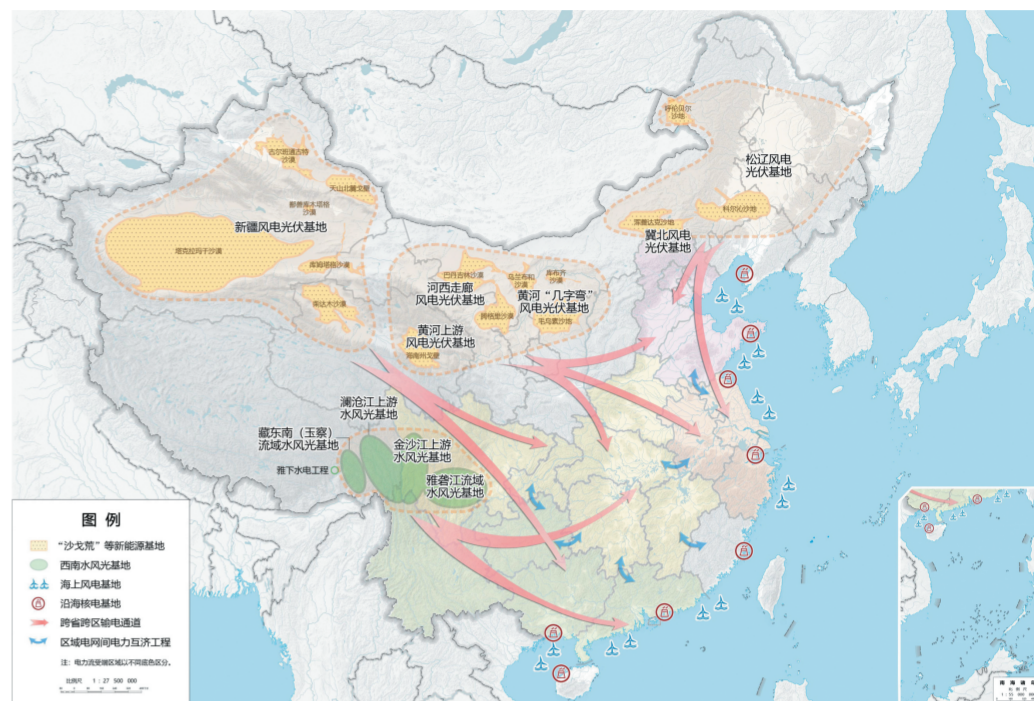 呼伦贝尔
沙地
古尔班通古特
沙漠
松辽风电
光伏基地
天山北麓戈壁
鄯善库木塔格
沙漠
科尔沁沙地
新疆风电光伏基地
浑善达克沙地
冀北风电
光伏基地
塔克拉玛干沙漠
库姆塔格沙漠
巴丹吉林沙漠
乌兰布和
沙漠
库布齐
沙漠
河西走廊
风电光伏基地
黄河“几字弯”
风电光伏基地
柴达木沙漠
腾格里沙漠
毛乌素沙地
黄河上游
风电光伏基地
海南州戈壁
澜沧江上游
水风光基地
藏东南（玉察）
流域水风光基地
金沙江上游
水风光基地
雅下水电工程
雅砻江流域
水风光基地
图 例
“沙戈荒”等新能源基地
西南水风光基地
海上风电基地
沿海核电基地
跨省跨区输电通道
区域电网间电力互济工程
注：电力流受端区域以不同底色区分。
比例尺 1：27 500 000